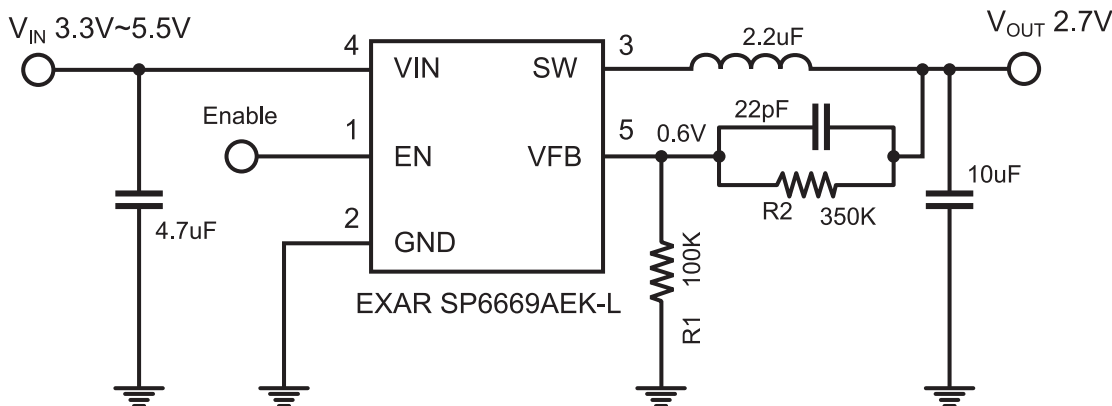 VIN 3.3V~5.5V
VOUT 2.7V
4
3
2.2uF
VIN
SW
Enable
22pF
1
5
0.6V
EN
VFB
R2
350K
10uF
4.7uF
2
GND
100K
R1
EXAR SP6669AEK-L